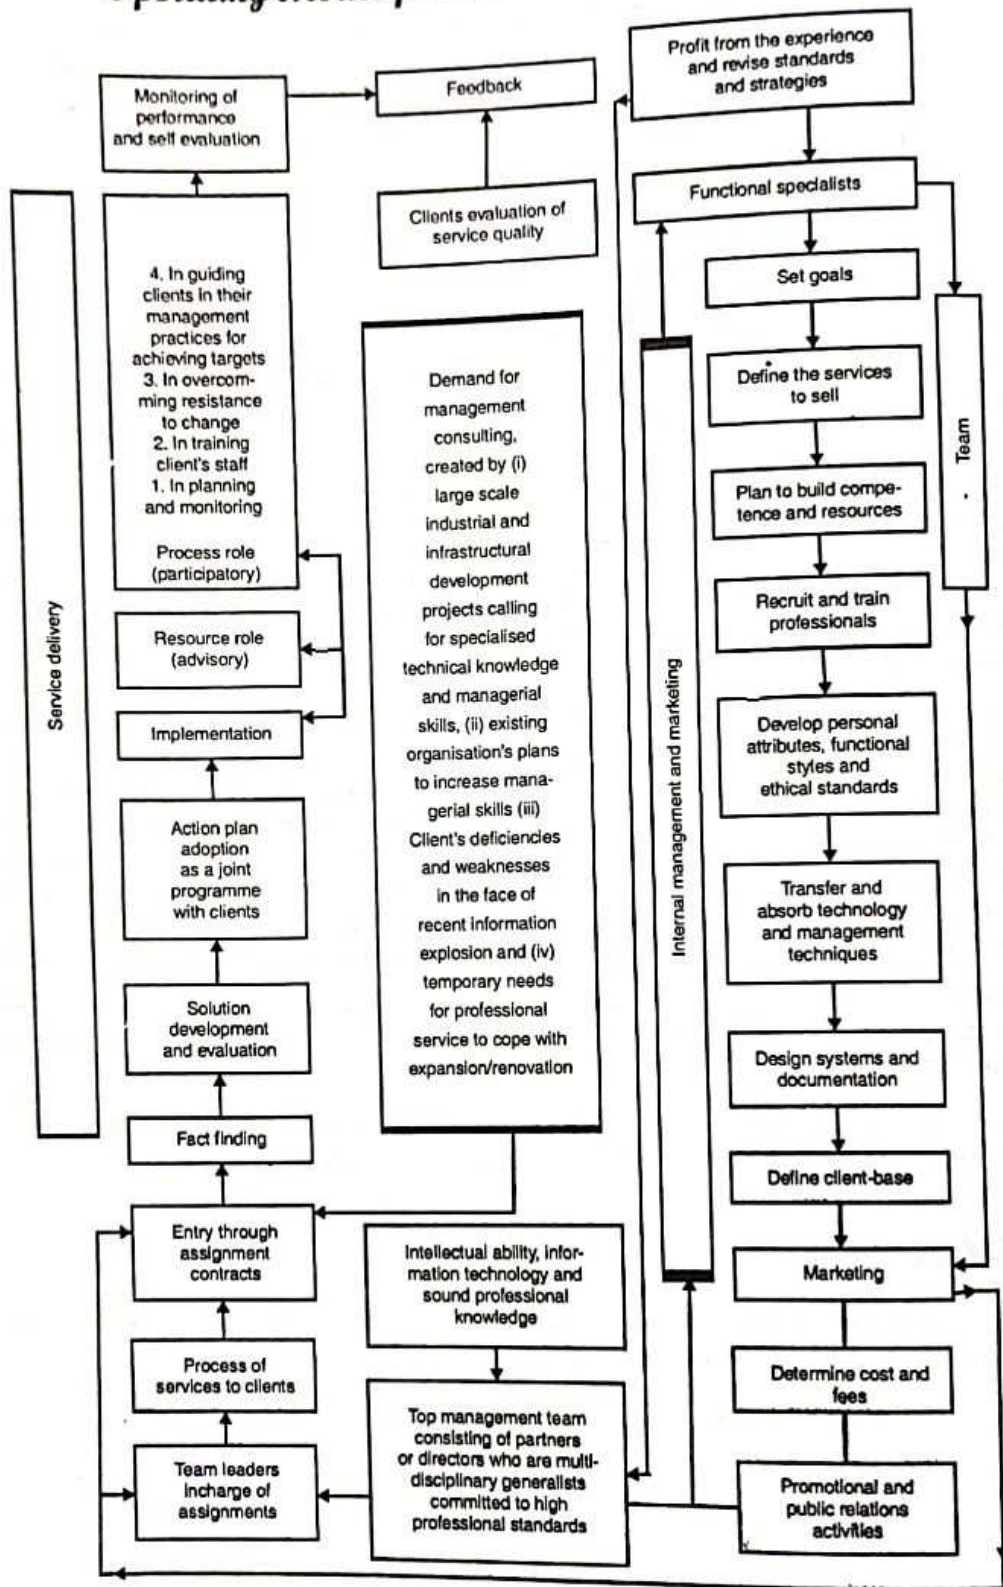 Monitoring of
performance
and self evaluation
Feedback
Clients evaluation of
service quality
Profit from the experience
and revise standards
and strategies
Functional specialists
Set goals
Define the services
to sell
Plan to build compe-
tence and resources
Recruit and train
professionals
Develop personal
attributes, functional
styles and
ethical standards
Transfer and
absorb technology
and management
techniques
Design systems and
documentation
Define client-base
Marketing
Determine cost and
fees
Promotional and
public relations
activities
Team
Internal management and marketing
Service delivery
4. In guiding
clients in their
management
practices for
achieving targets
3. In overcom-
ming resistance
to change
2. In training
client's staff
1. In planning
and monitoring
Process role
(participatory)
Resource role
(advisory)
Implementation
Action plan
adoption
as a joint
programme
with clients
Solution
development
and evaluation
Fact finding
Entry through
assignment
contracts
Process of
services to clients
Team leaders
incharge of
assignments
Demand for
management
consulting,
created by (i)
large scale
industrial and
infrastructural
development
projects calling
for specialised
technical knowledge
and managerial
skills, (ii) existing
organisation's plans
to increase mana-
gerial skills (iii)
Client's deficiencies
and weaknesses
in the face of
recent information
explosion and (iv)
temporary needs
for professional
service to cope with
expansion/renovation
Intellectual ability, infor-
mation technology and
sound professional
knowledge
Top management team
consisting of partners
or directors who are multi-
disciplinary generalists
committed to high
professional standards